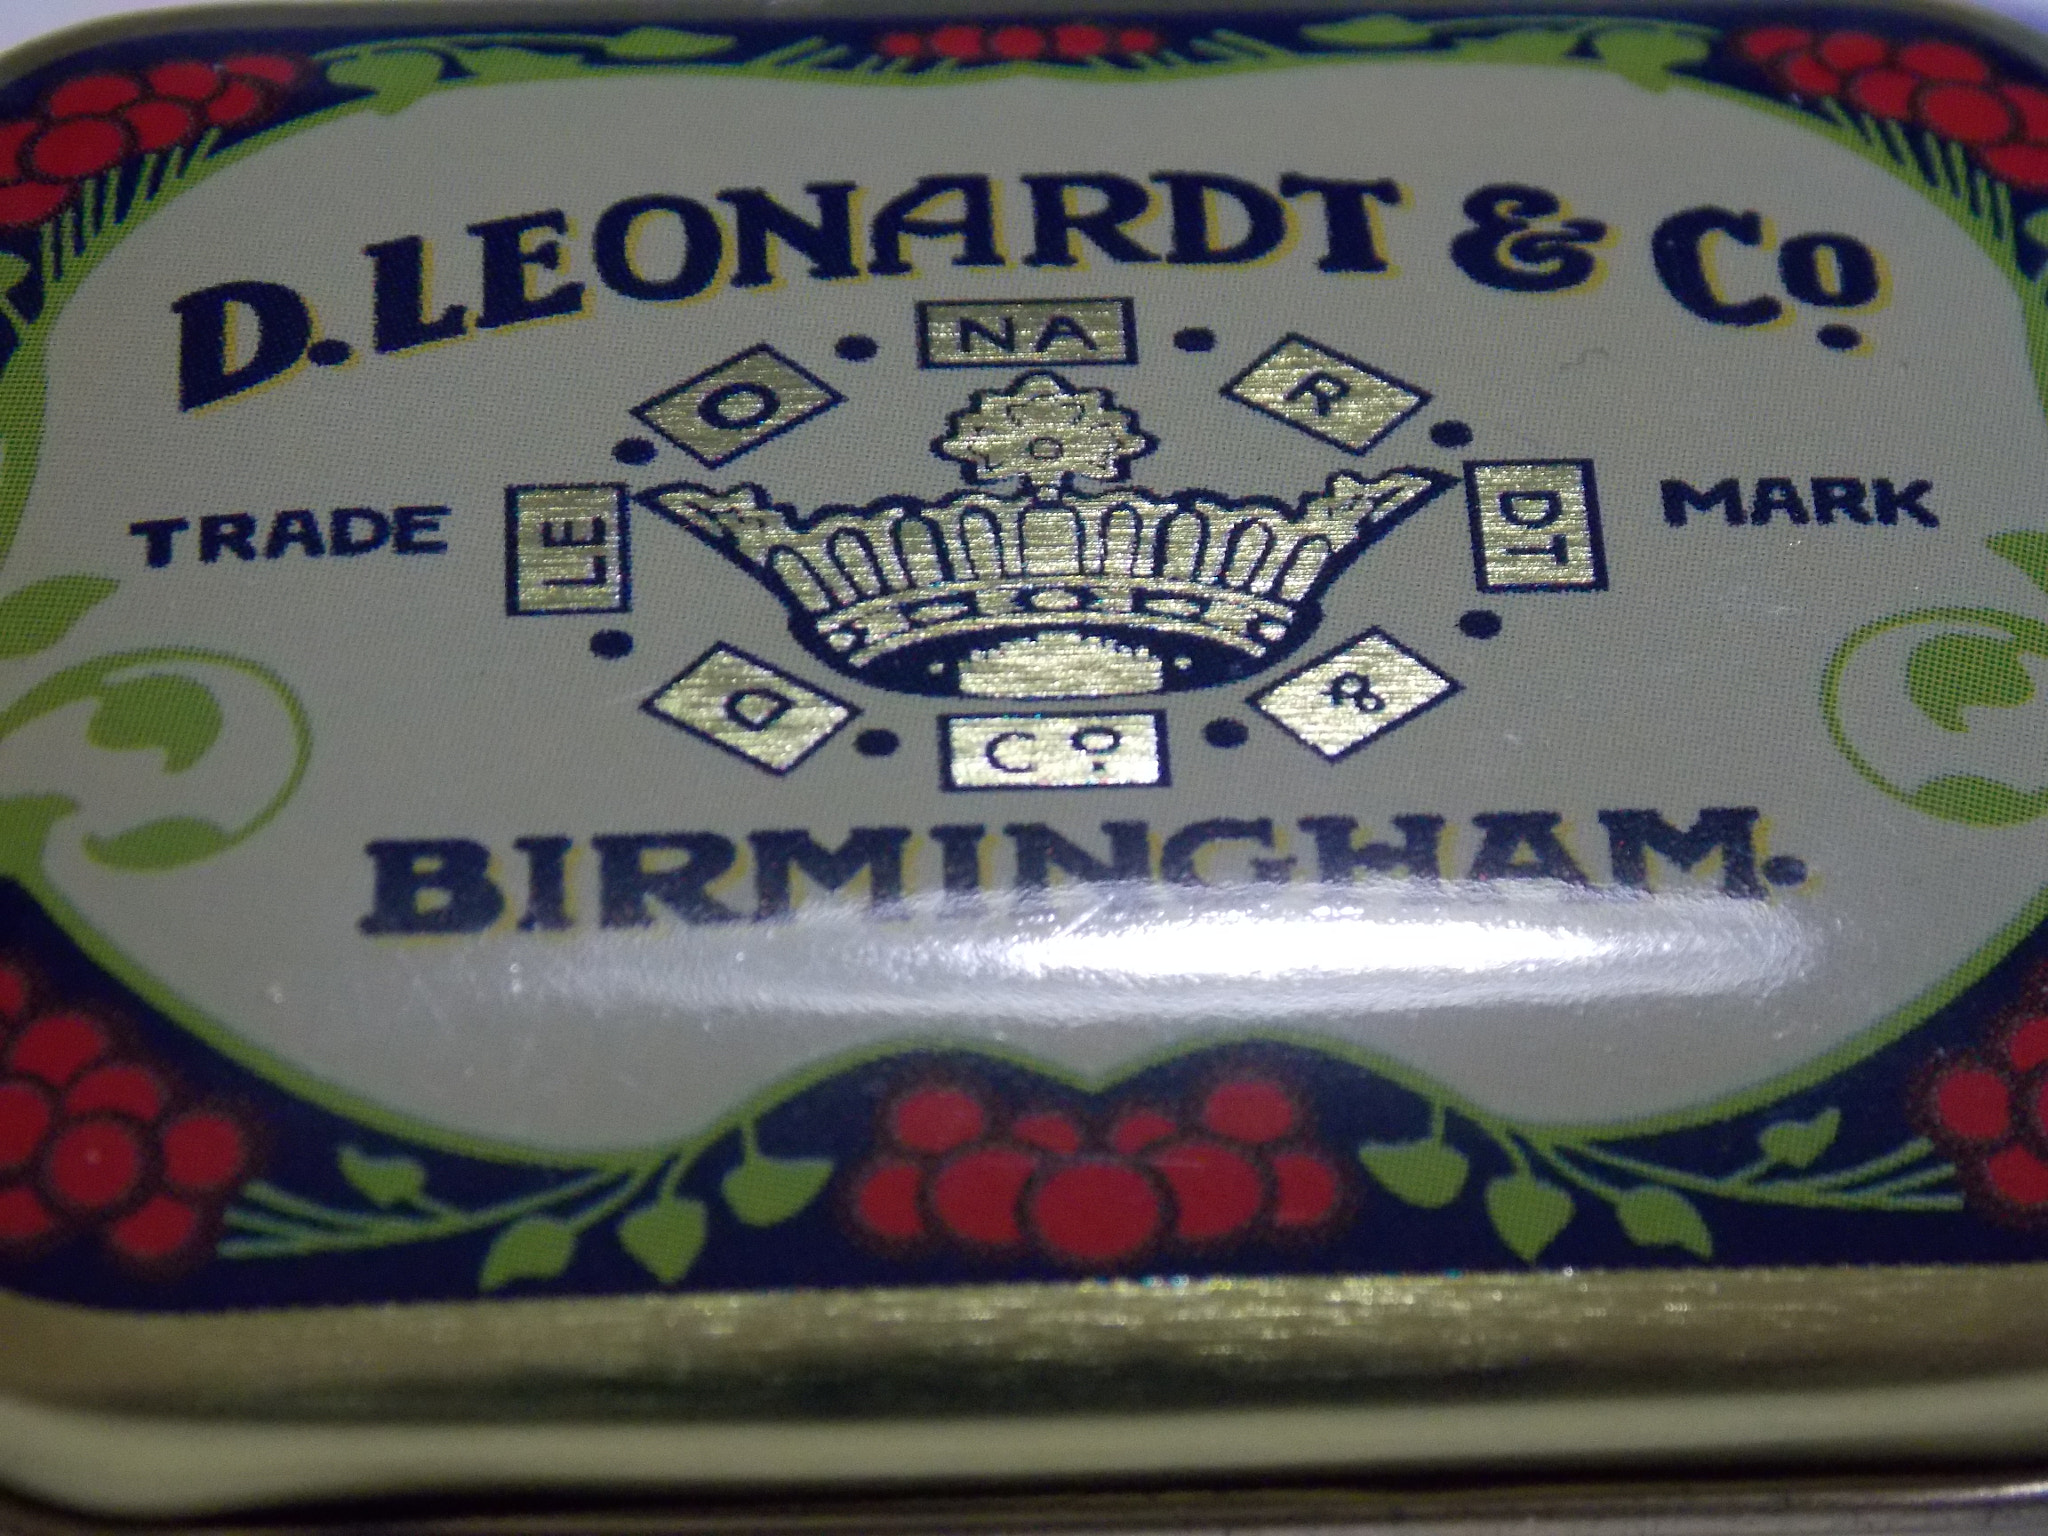 D. LEONARDT & Co.
TRADE MARK
D • LE • O • NA • R • DT • & • Co.
BIRMINGHAM.